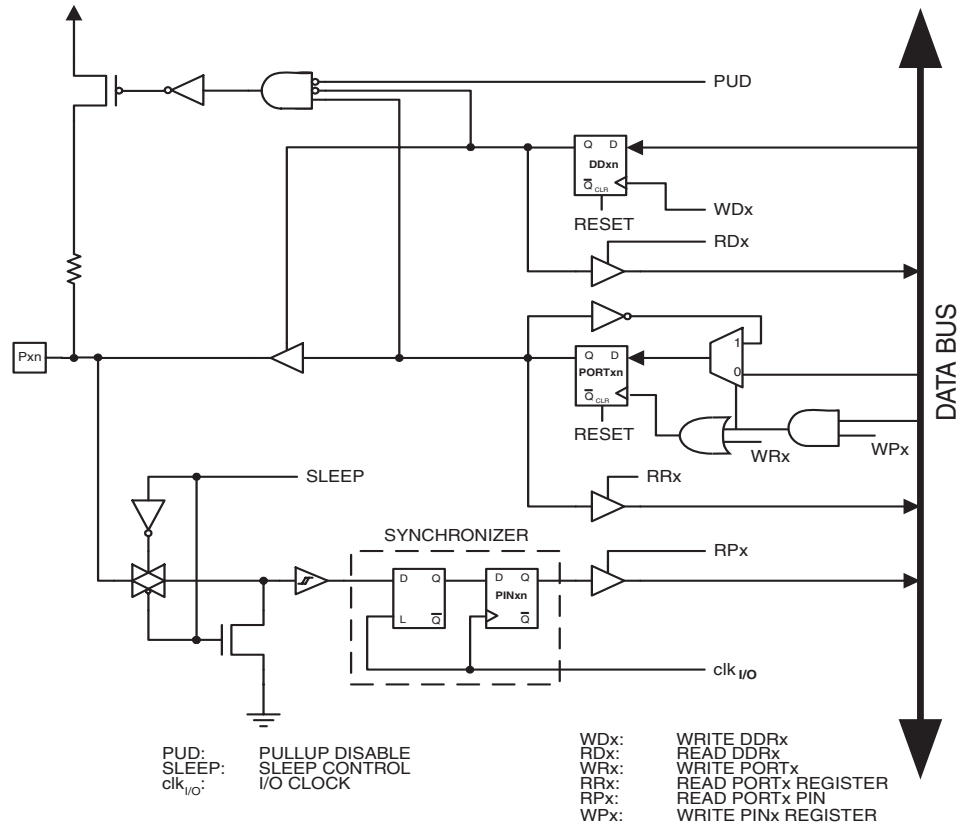 PUD
Q D
DDxn
Q CLR
WDx
RESET
RDx
Pxn
1
Q D
PORTxn
0
Q CLR
RESET
WRx
WPx
DATA BUS
SLEEP
RRx
SYNCHRONIZER
RPx
D Q
D Q
PINxn
L Q
Q
clk I/O
PUD: PULLUP DISABLE
SLEEP: SLEEP CONTROL
clkI/O: I/O CLOCK
WDx: WRITE DDRx
RDx: READ DDRx
WRx: WRITE PORTx
RRx: READ PORTx REGISTER
RPx: READ PORTx PIN
WPx: WRITE PINx REGISTER